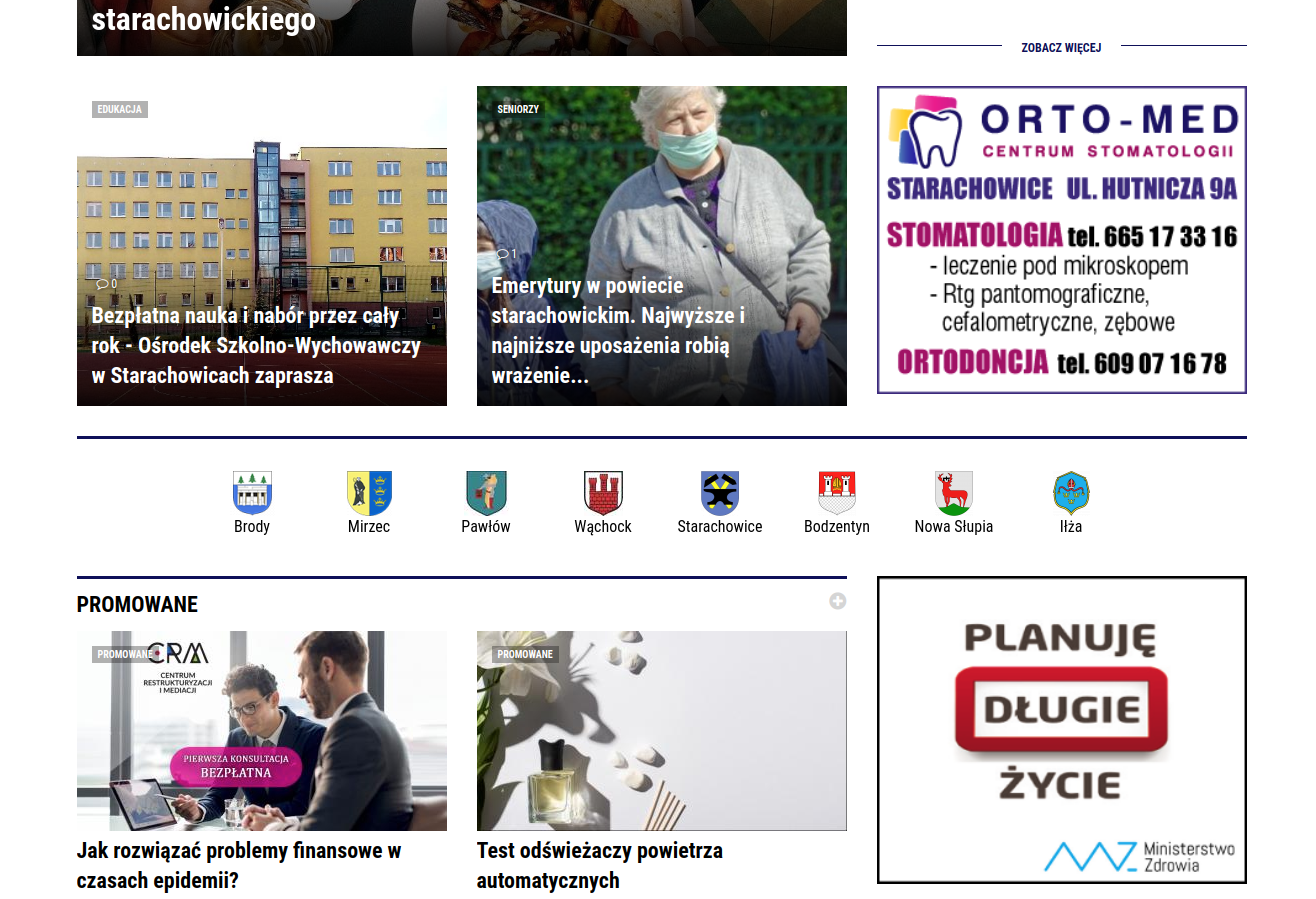 starachowickiego
ZOBACZ WIĘCEJ
EDUKACJA
0
Bezpłatna nauka i nabór przez cały
rok - Ośrodek Szkolno-Wychowawczy
w Starachowicach zaprasza
SENIORZY
1
Emerytury w powiecie
starachowickim. Najwyższe i
najniższe uposażenia robią
wrażenie...
ORTO-MED
CENTRUM STOMATOLOGII
STARACHOWICE UL. HUTNICZA 9A
STOMATOLOGIA tel. 665 17 33 16
- leczenie pod mikroskopem
- Rtg pantomograficzne,
cefalometryczne, zębowe
ORTODONCJA tel. 609 07 16 78
Brody
Mirzec
Pawłów
Wąchock
Starachowice
Bodzentyn
Nowa Słupia
Iłża
PROMOWANE
PROMOWANE
CRM
CENTRUM
RESTRUKTURYZACJI
I MEDIACJI
PIERWSZA KONSULTACJA
BEZPŁATNA
Jak rozwiązać problemy finansowe w
czasach epidemii?
PROMOWANE
Test odświeżaczy powietrza
automatycznych
PLANUJĘ
DŁUGIE
ŻYCIE
Ministerstwo
Zdrowia